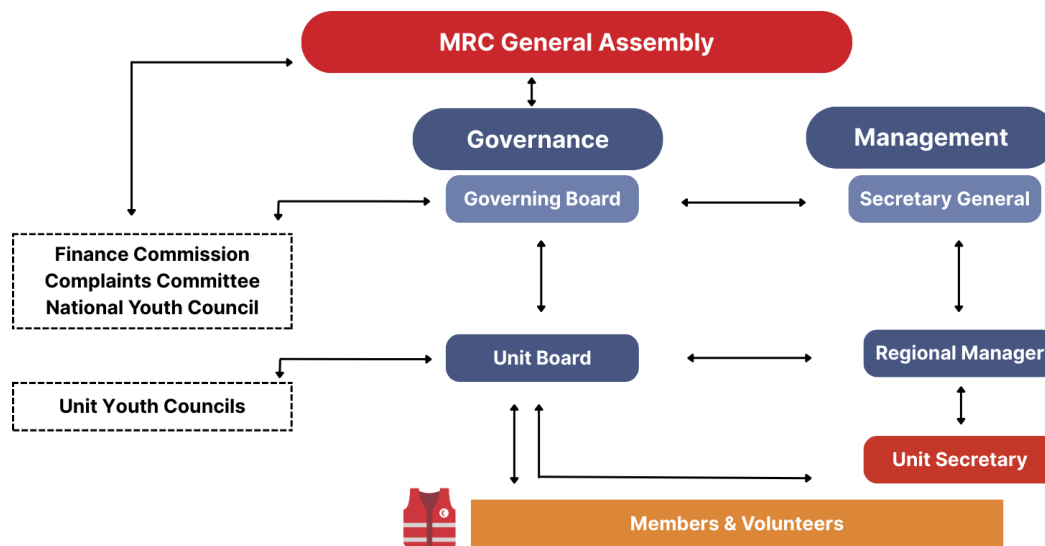 MRC General Assembly
Governance
Management
Governing Board
Secretary General
Finance Commission
Complaints Committee
National Youth Council
Unit Board
Regional Manager
Unit Youth Councils
Unit Secretary
Members & Volunteers